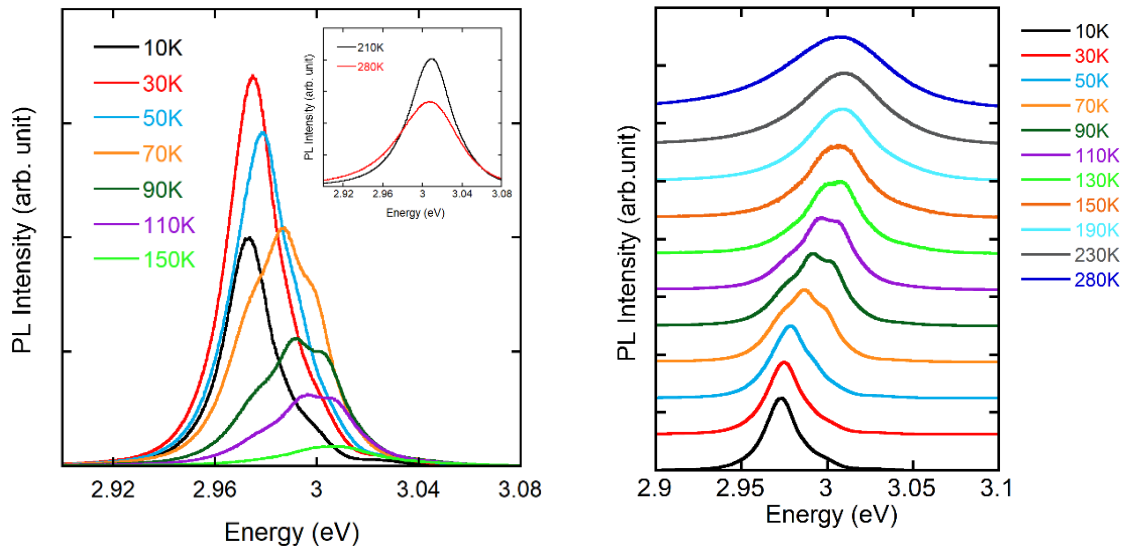 PL Intensity (arb. unit)
10K
30K
50K
70K
90K
110K
150K
PL Intensity (arb. unit)
210K
280K
2.92 2.96 3 3.04 3.08
Energy (eV)
2.92 2.96 3 3.04 3.08
Energy (eV)
PL Intensity (arb.unit)
2.9 2.95 3 3.05 3.1
Energy (eV)
10K
30K
50K
70K
90K
110K
130K
150K
190K
230K
280K